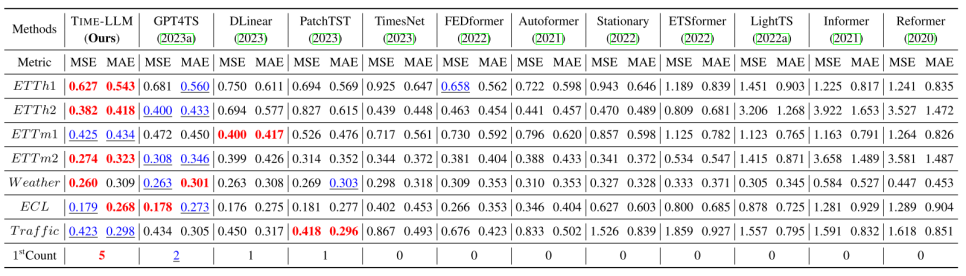 Methods TIME-LLM GPT4TS DLinear PatchTST TimesNet FEDformer Autoformer Stationary ETSformer LightTS Informer Reformer
(Ours) (2023a) (2023) (2023) (2023) (2022) (2021) (2022) (2022) (2022a) (2021) (2020)
Metric MSE MAE MSE MAE MSE MAE MSE MAE MSE MAE MSE MAE MSE MAE MSE MAE MSE MAE MSE MAE MSE MAE MSE MAE
ETTh1 0.627 0.543 0.681 0.560 0.750 0.611 0.694 0.569 0.925 0.647 0.658 0.562 0.722 0.598 0.943 0.646 1.189 0.839 1.451 0.903 1.225 0.817 1.241 0.835
ETTh2 0.382 0.418 0.400 0.433 0.694 0.577 0.827 0.615 0.439 0.448 0.463 0.454 0.441 0.457 0.470 0.489 0.809 0.681 3.206 1.268 3.922 1.653 3.527 1.472
ETTm1 0.425 0.434 0.472 0.450 0.400 0.417 0.526 0.476 0.717 0.561 0.730 0.592 0.796 0.620 0.857 0.598 1.125 0.782 1.123 0.765 1.163 0.791 1.264 0.826
ETTm2 0.274 0.323 0.308 0.346 0.399 0.426 0.314 0.352 0.344 0.372 0.381 0.404 0.388 0.433 0.341 0.372 0.534 0.547 1.415 0.871 3.658 1.489 3.581 1.487
Weather 0.260 0.309 0.263 0.301 0.263 0.308 0.269 0.303 0.298 0.318 0.309 0.353 0.310 0.353 0.327 0.328 0.333 0.371 0.305 0.345 0.584 0.527 0.447 0.453
ECL 0.179 0.268 0.178 0.273 0.176 0.275 0.181 0.277 0.402 0.453 0.266 0.353 0.346 0.404 0.627 0.603 0.800 0.685 0.878 0.725 1.281 0.929 1.289 0.904
Traffic 0.423 0.298 0.434 0.305 0.450 0.317 0.418 0.296 0.867 0.493 0.676 0.423 0.833 0.502 1.526 0.839 1.859 0.927 1.557 0.795 1.591 0.832 1.618 0.851
1stCount 5 2 1 1 0 0 0 0 0 0 0 0